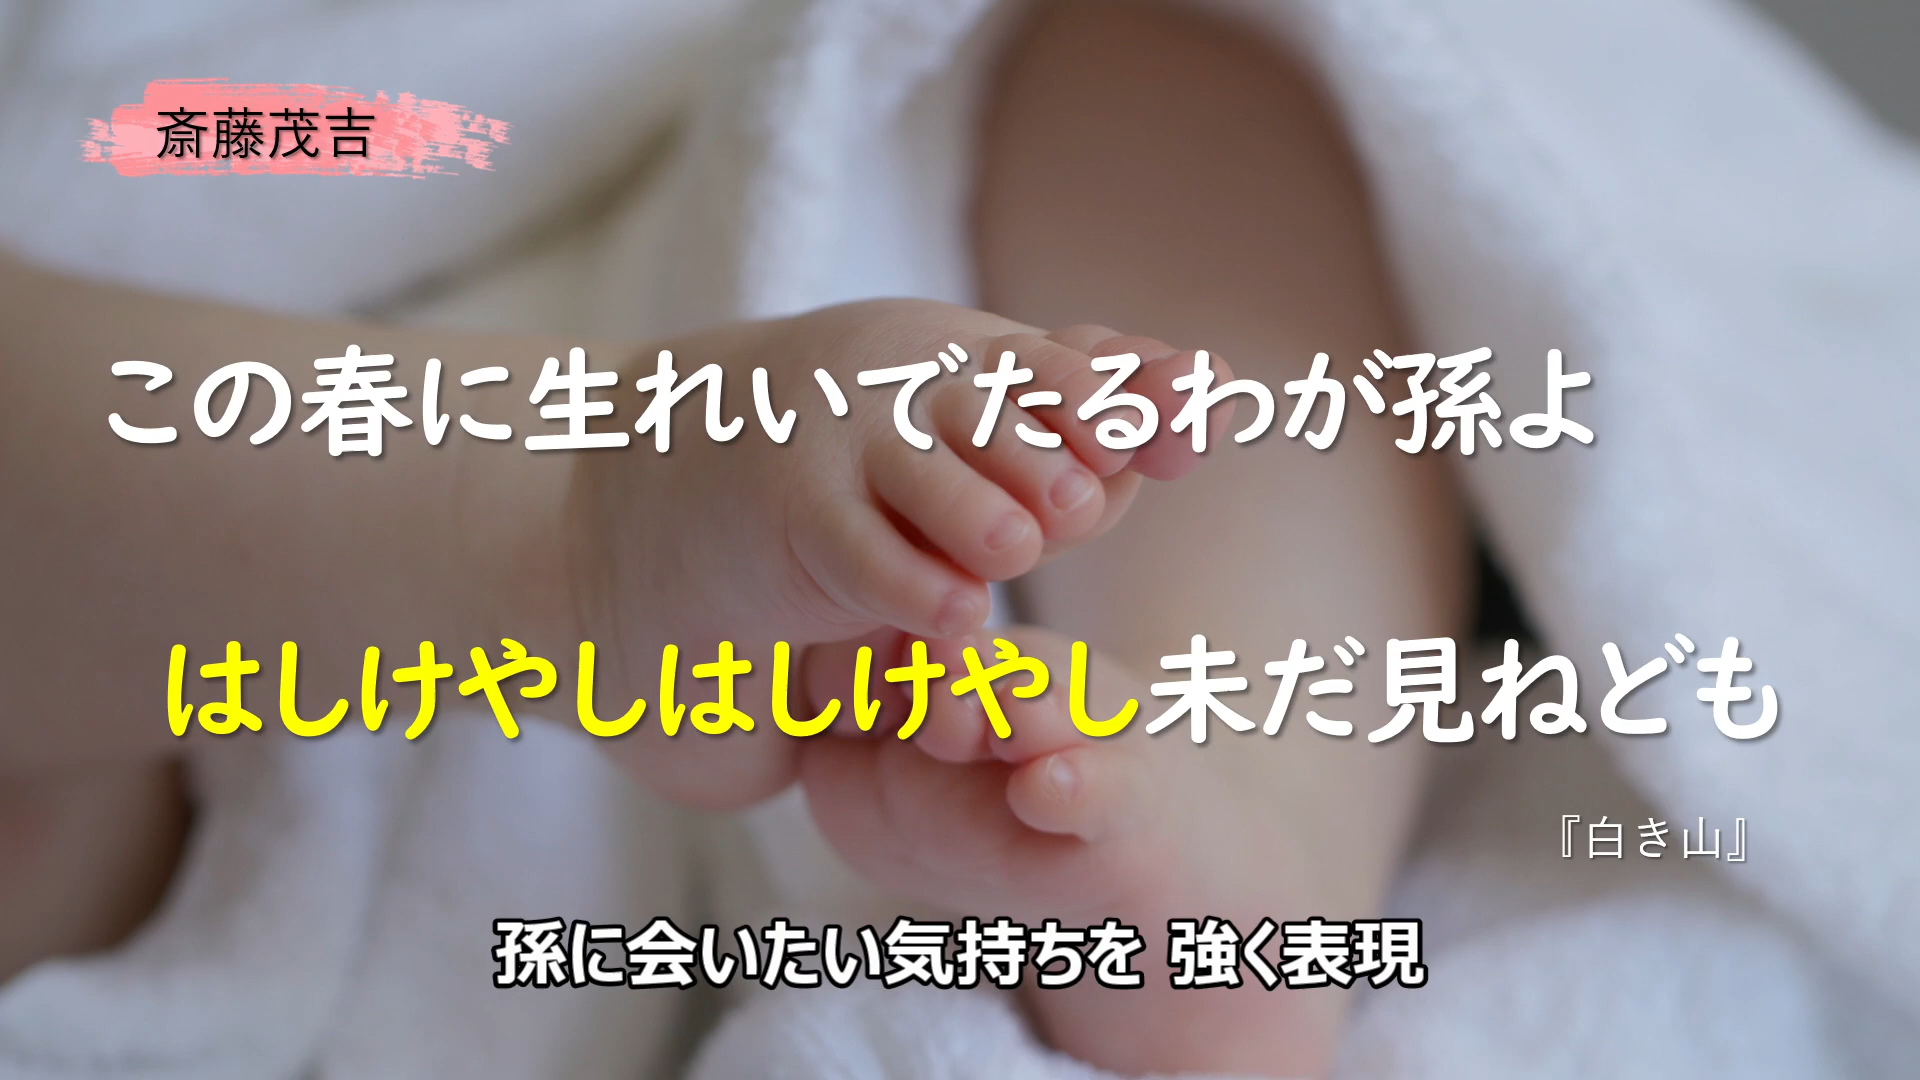 斎藤茂吉
この春に生れいでたるわが孫よ
はしけやしはしけやし未だ見ねども
『白き山』
孫に会いたい気持ちを 強く表現